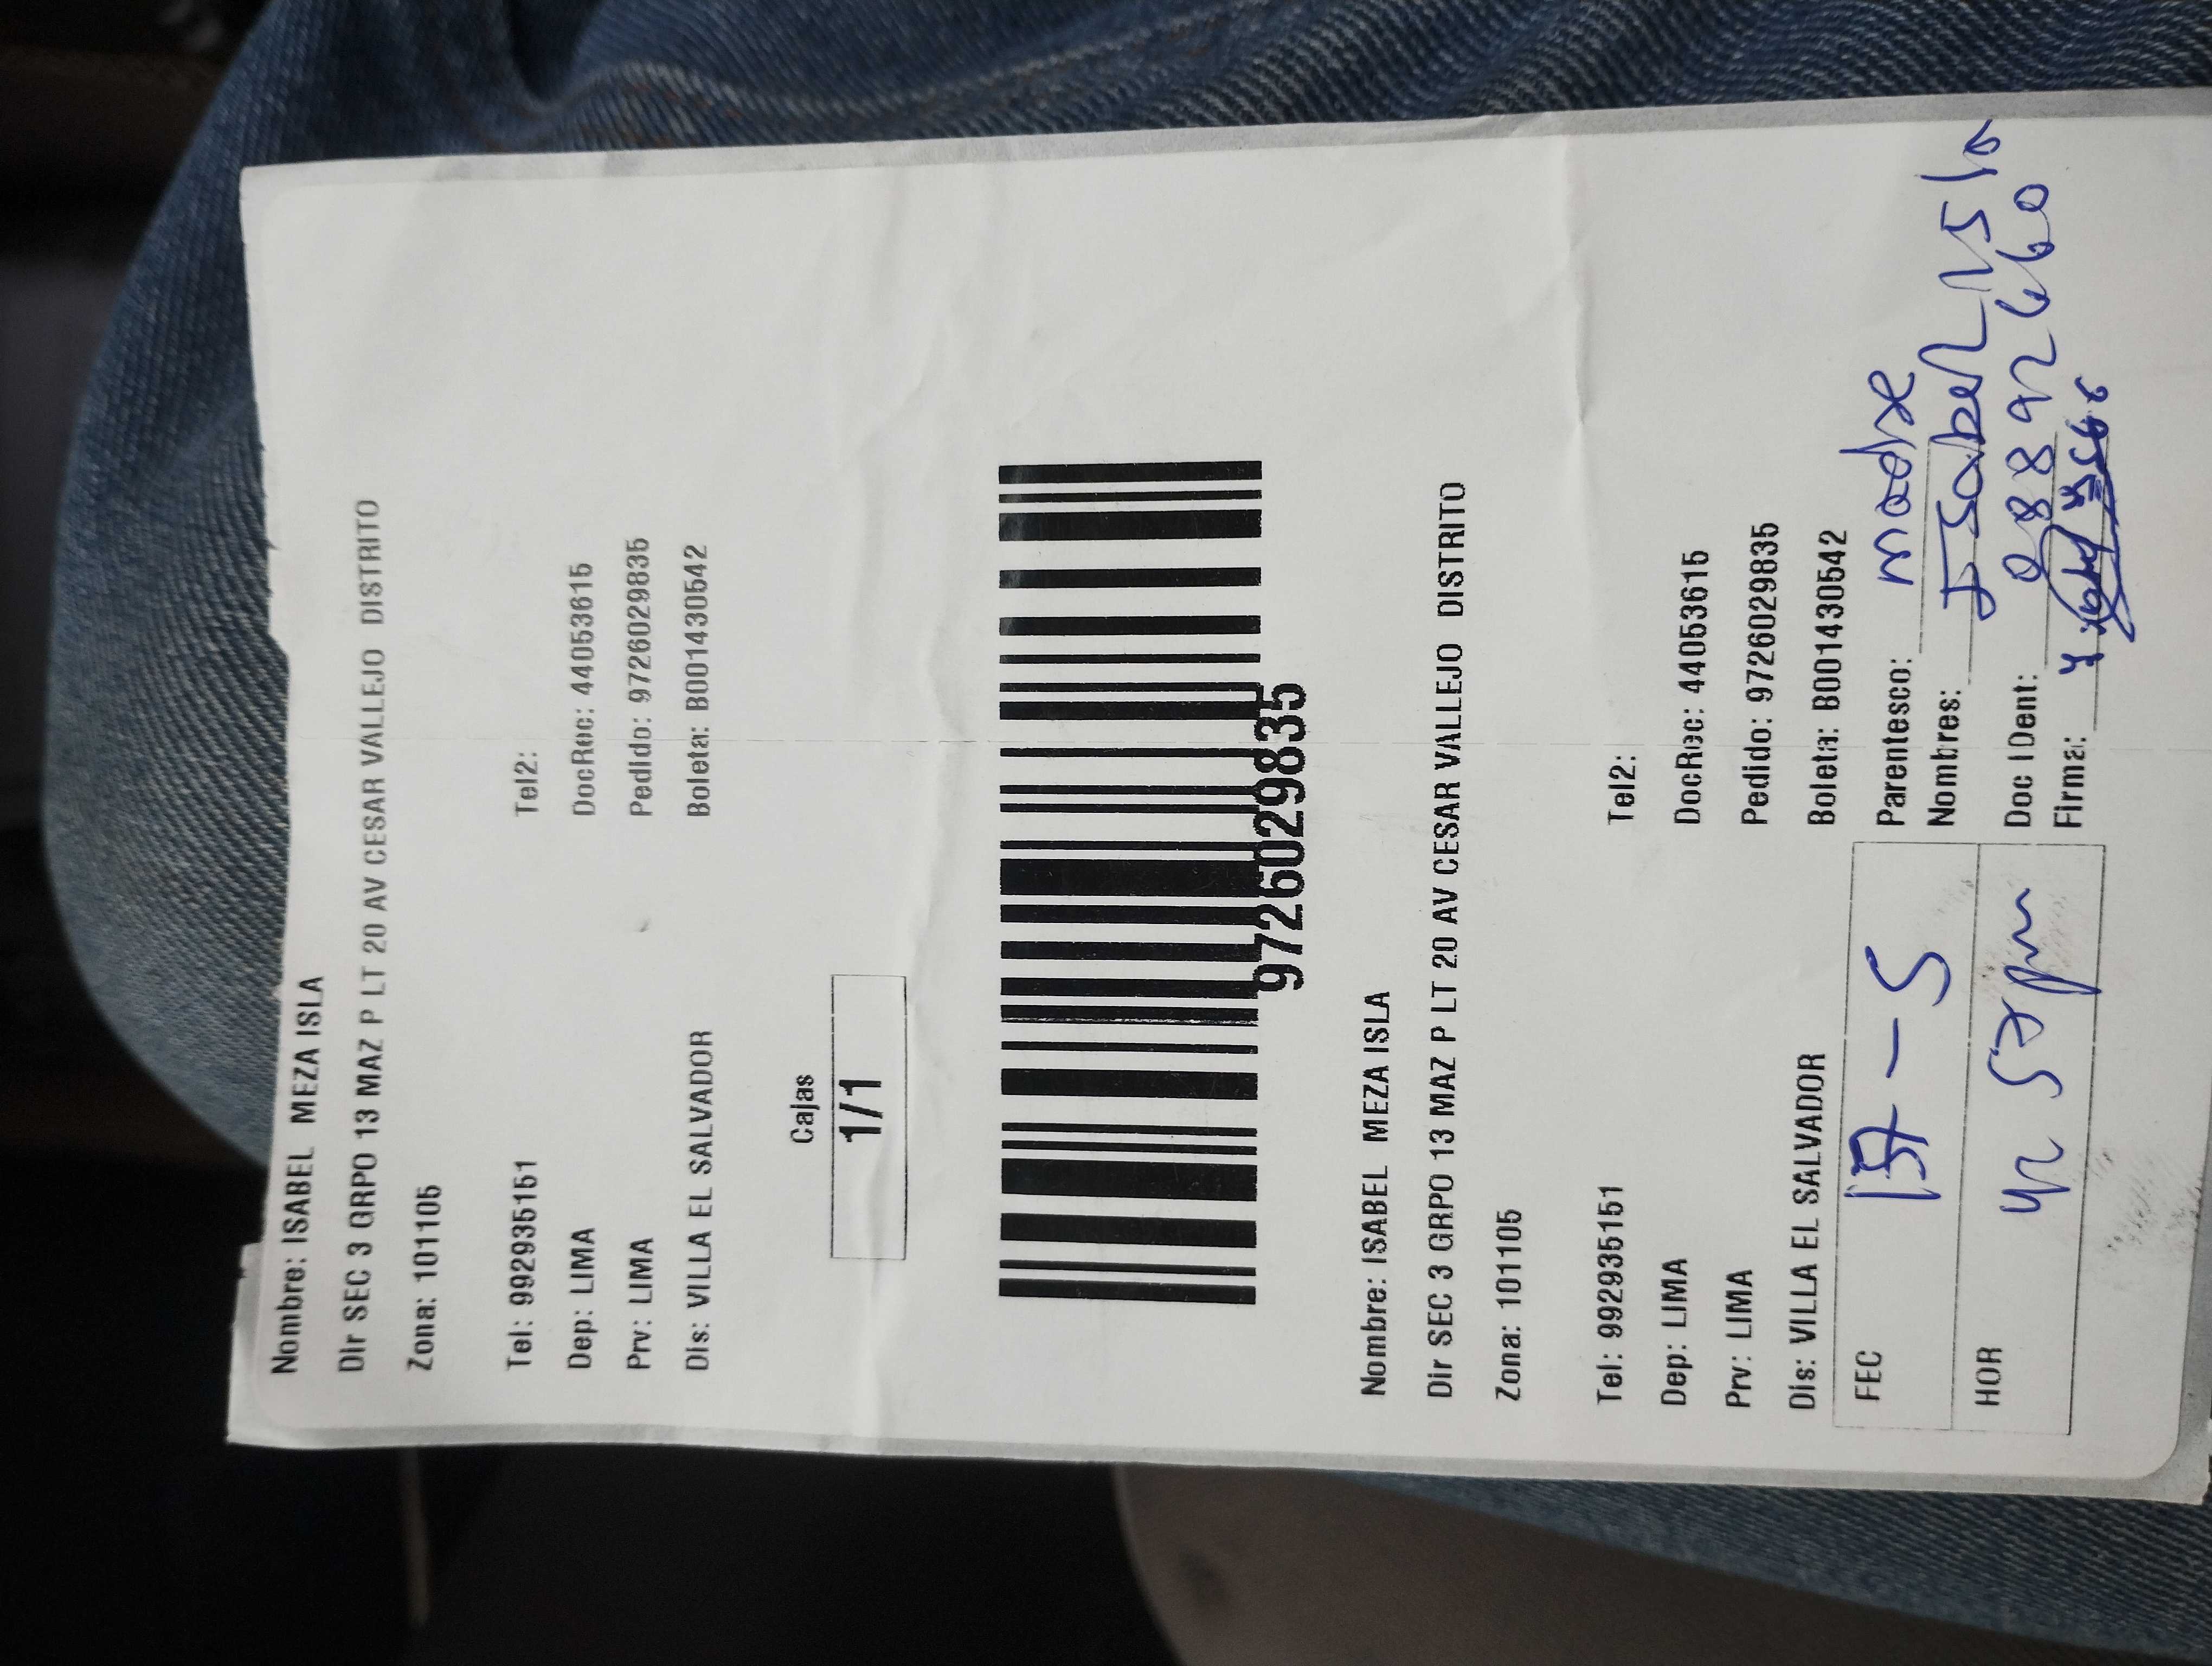 Nombre: ISABEL MEZA ISLA
Dir SEC 3 GRPO 13 MAZ P LT 20 AV CESAR VALLEJO DISTRITO
Zona: 101105
Tel: 992935151 Tel2:
Dep: LIMA DocRec: 44053615
Prv: LIMA Pedido: 9726029835
Dis: VILLA EL SALVADOR Boleta: B001430542
Cajas
1/1
9726029835
Nombre: ISABEL MEZA ISLA
Dir SEC 3 GRPO 13 MAZ P LT 20 AV CESAR VALLEJO DISTRITO
Zona: 101105
Tel: 992935151 Tel2:
Dep: LIMA DocRec: 44053615
Prv: LIMA Pedido: 9726029835
Dis: VILLA EL SALVADOR Boleta: B001430542
FEC Parentesco: madre
Nombres: Isabel Isla
HOR Doc IDent:
Firma: